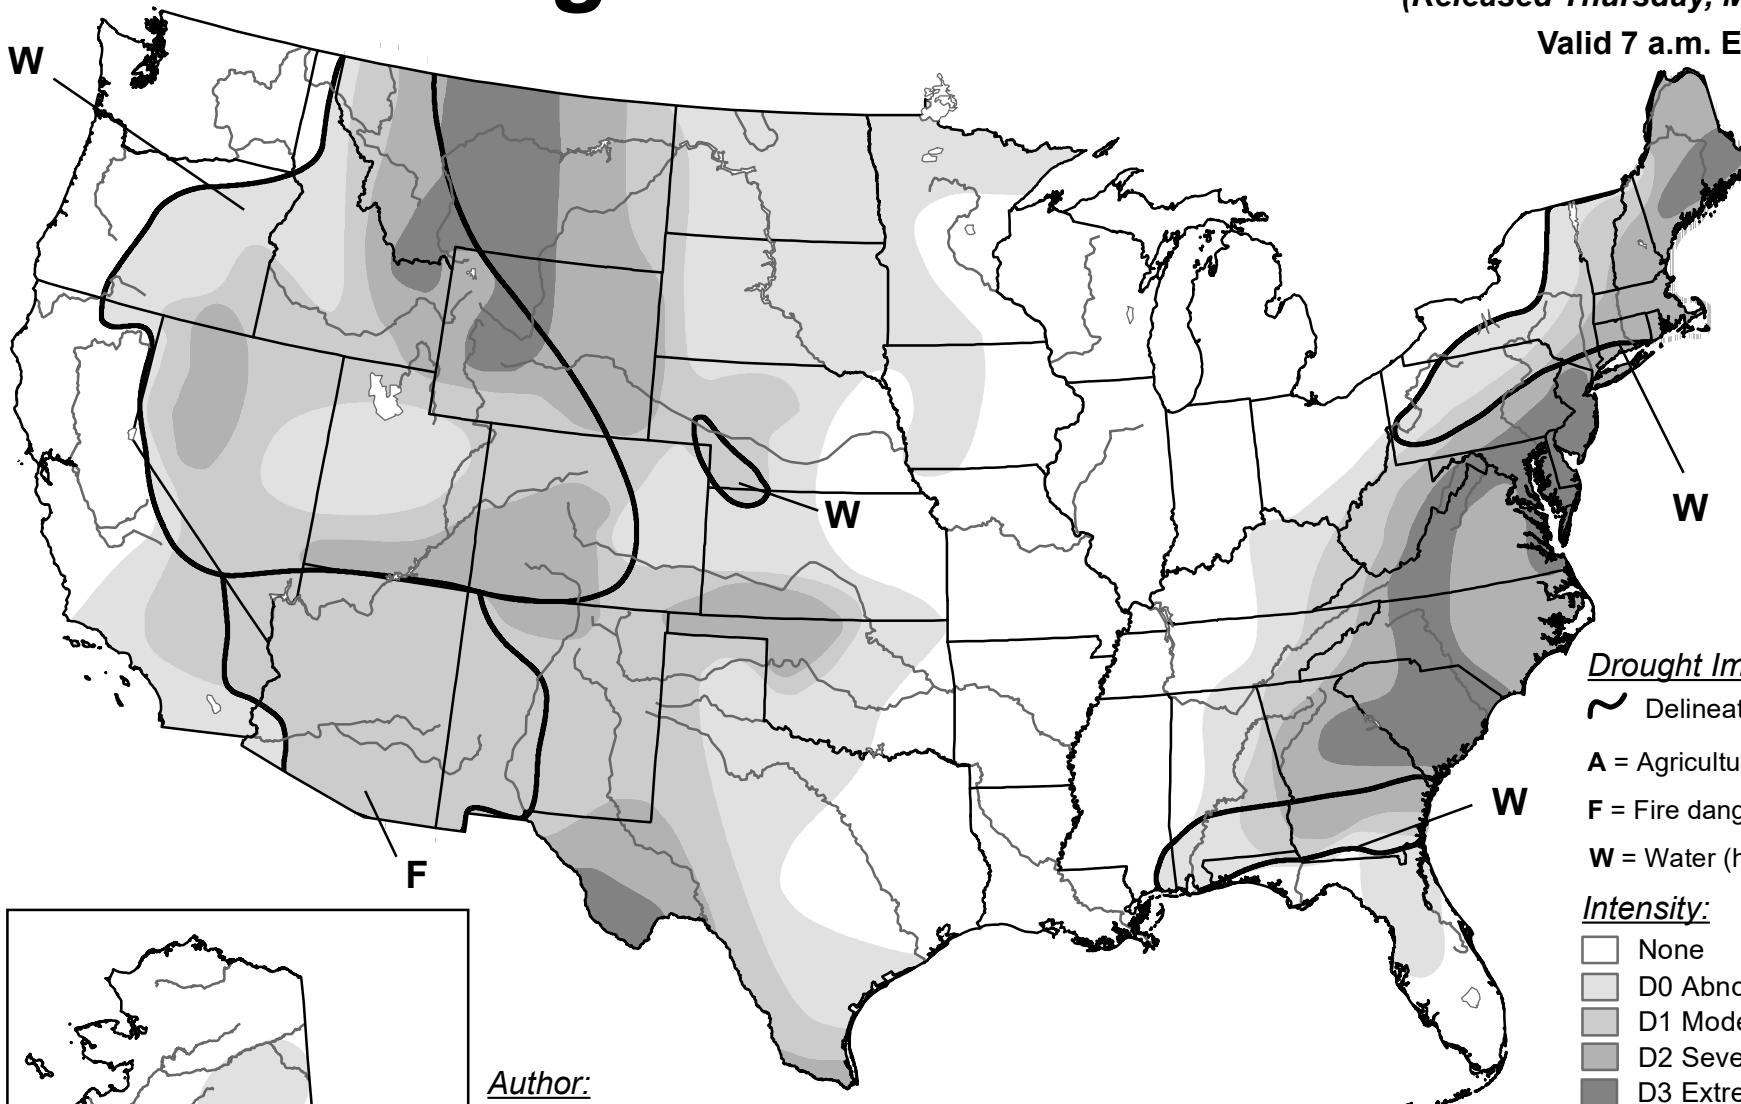 (Released Thursday, M
Valid 7 a.m. E
W
W
W
W
F
Drought Im
Delineat
A = Agricultu
F = Fire dang
W = Water (h
Intensity:
None
D0 Abno
D1 Mode
D2 Seve
D3 Extre
Author: